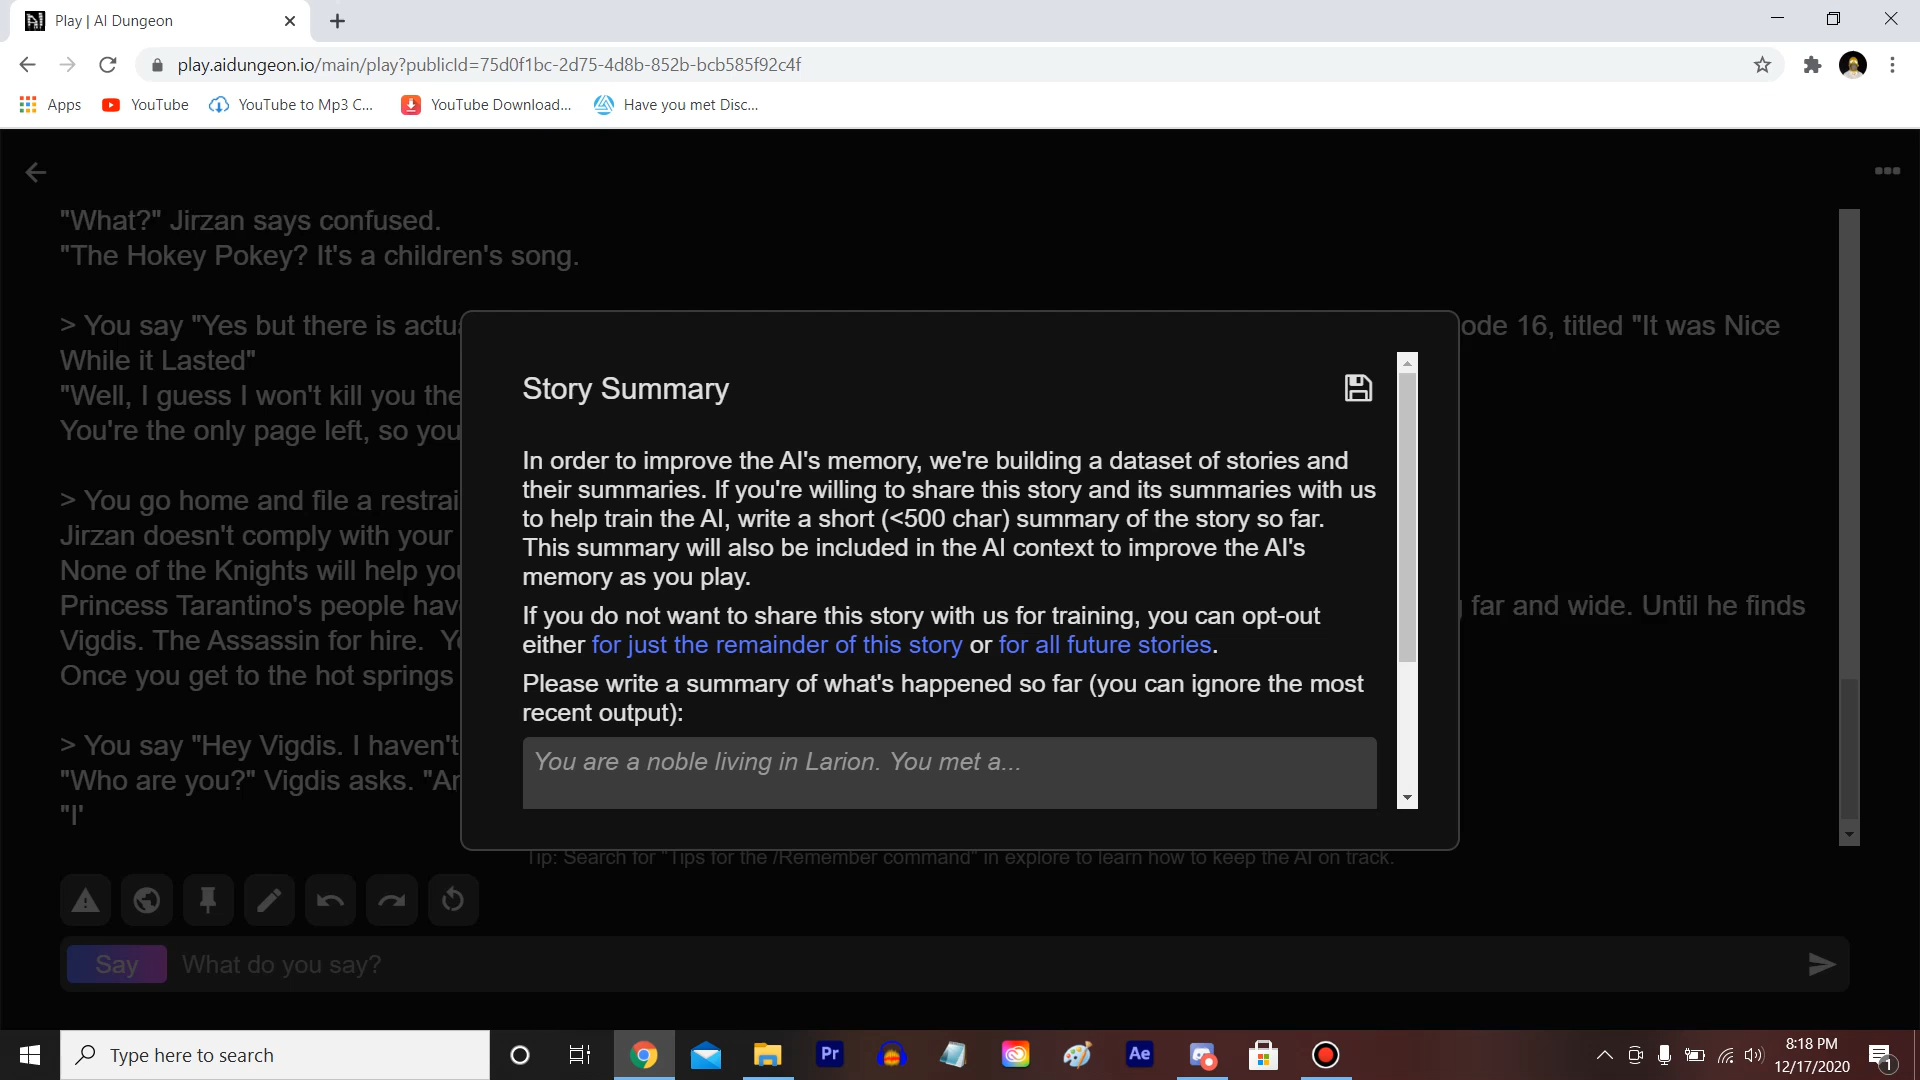 Play | AI Dungeon
play.aidungeon.io/main/play?publicId=75d0f1bc-2d75-4d8b-852b-bcb585f92c4f
Apps
YouTube
YouTube to Mp3 C...
YouTube Download...
Have you met Disc...
"What?" Jirzan says confused.
"The Hokey Pokey? It's a children's song.
> You say "Yes but there is actu
ode 16, titled "It was Nice
While it Lasted"
"Well, I guess I won't kill you the
You're the only page left, so you
> You go home and file a restrai
Jirzan doesn't comply with your
None of the Knights will help you
Princess Tarantino's people hav
far and wide. Until he finds
Vigdis. The Assassin for hire.
Once you get to the hot springs
> You say "Hey Vigdis. I haven't
"Who are you?" Vigdis asks. "Ar
"I'
Story Summary
In order to improve the AI's memory, we're building a dataset of stories and
their summaries. If you're willing to share this story and its summaries with us
to help train the AI, write a short (<500 char) summary of the story so far.
This summary will also be included in the AI context to improve the AI's
memory as you play.
If you do not want to share this story with us for training, you can opt-out
either for just the remainder of this story or for all future stories.
Please write a summary of what's happened so far (you can ignore the most
recent output):
You are a noble living in Larion. You met a...
Tip: Search for "Tips for the /Remember command" in explore to learn how to keep the AI on track.
Say
What do you say?
Type here to search
Pr
Ae
8:18 PM
12/17/2020
1